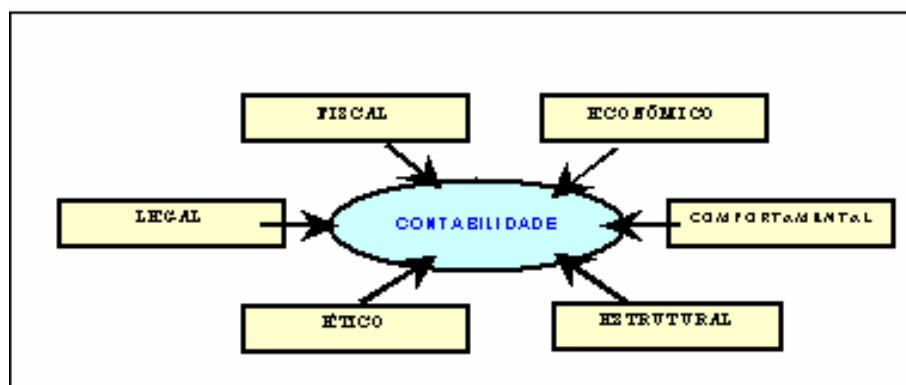 FISCAL
ECONÔMICO
LEGAL
CONTABILIDADE
COMPORTAMENTAL
ÉTICO
ESTRUTURAL